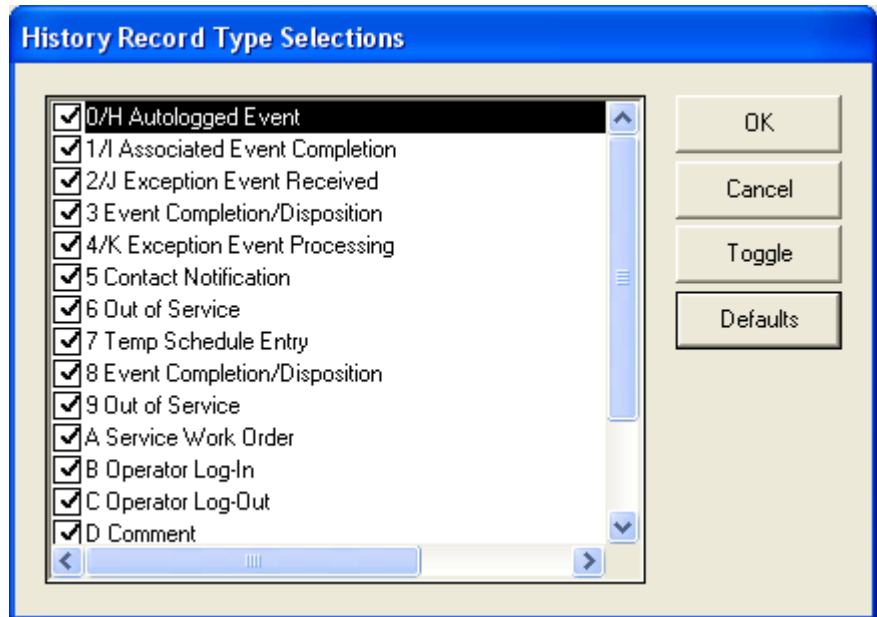 History Record Type Selections
0/H Autologged Event
1/I Associated Event Completion
2/J Exception Event Received
3 Event Completion/Disposition
4/K Exception Event Processing
5 Contact Notification
6 Out of Service
7 Temp Schedule Entry
8 Event Completion/Disposition
9 Out of Service
A Service Work Order
B Operator Log-In
C Operator Log-Out
D Comment
OK
Cancel
Toggle
Defaults